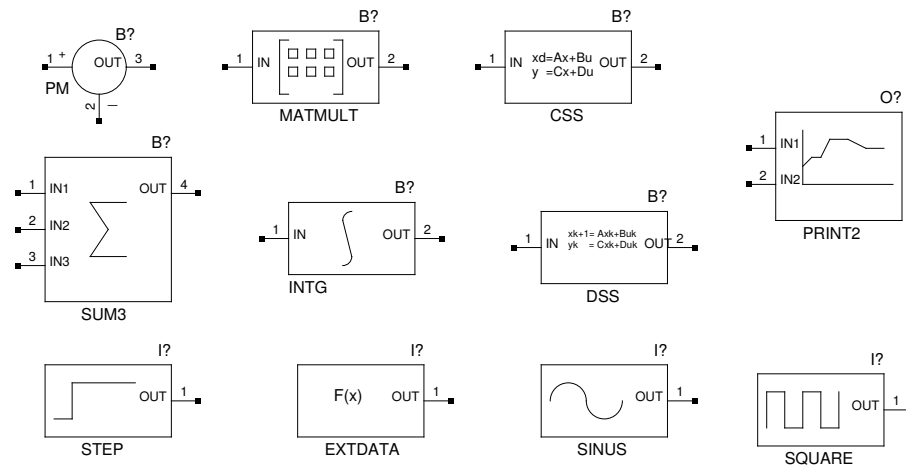 B?
1 + OUT 3
PM
2 −
B?
1 IN OUT 2
MATMULT
B?
1 IN xd=Ax+Bu OUT 2
y =Cx+Du
CSS
O?
1 IN1
2 IN2
PRINT2
B?
1 IN1 OUT 4
2 IN2
3 IN3
SUM3
B?
1 IN OUT 2
INTG
B?
1 IN xk+1= Axk+Buk OUT 2
yk = Cxk+Duk
DSS
I?
OUT 1
STEP
I?
F(x) OUT 1
EXTDATA
I?
OUT 1
SINUS
I?
OUT 1
SQUARE